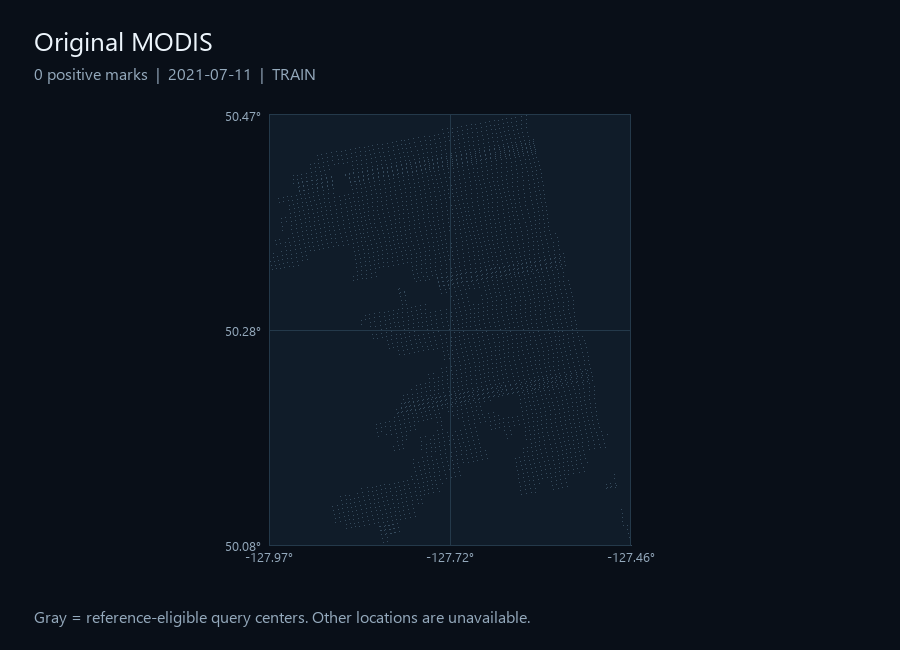 Original MODIS
0 positive marks | 2021-07-11 | TRAIN
50.47°
50.28°
50.08°
-127.97° -127.72° -127.46°
Gray = reference-eligible query centers. Other locations are unavailable.